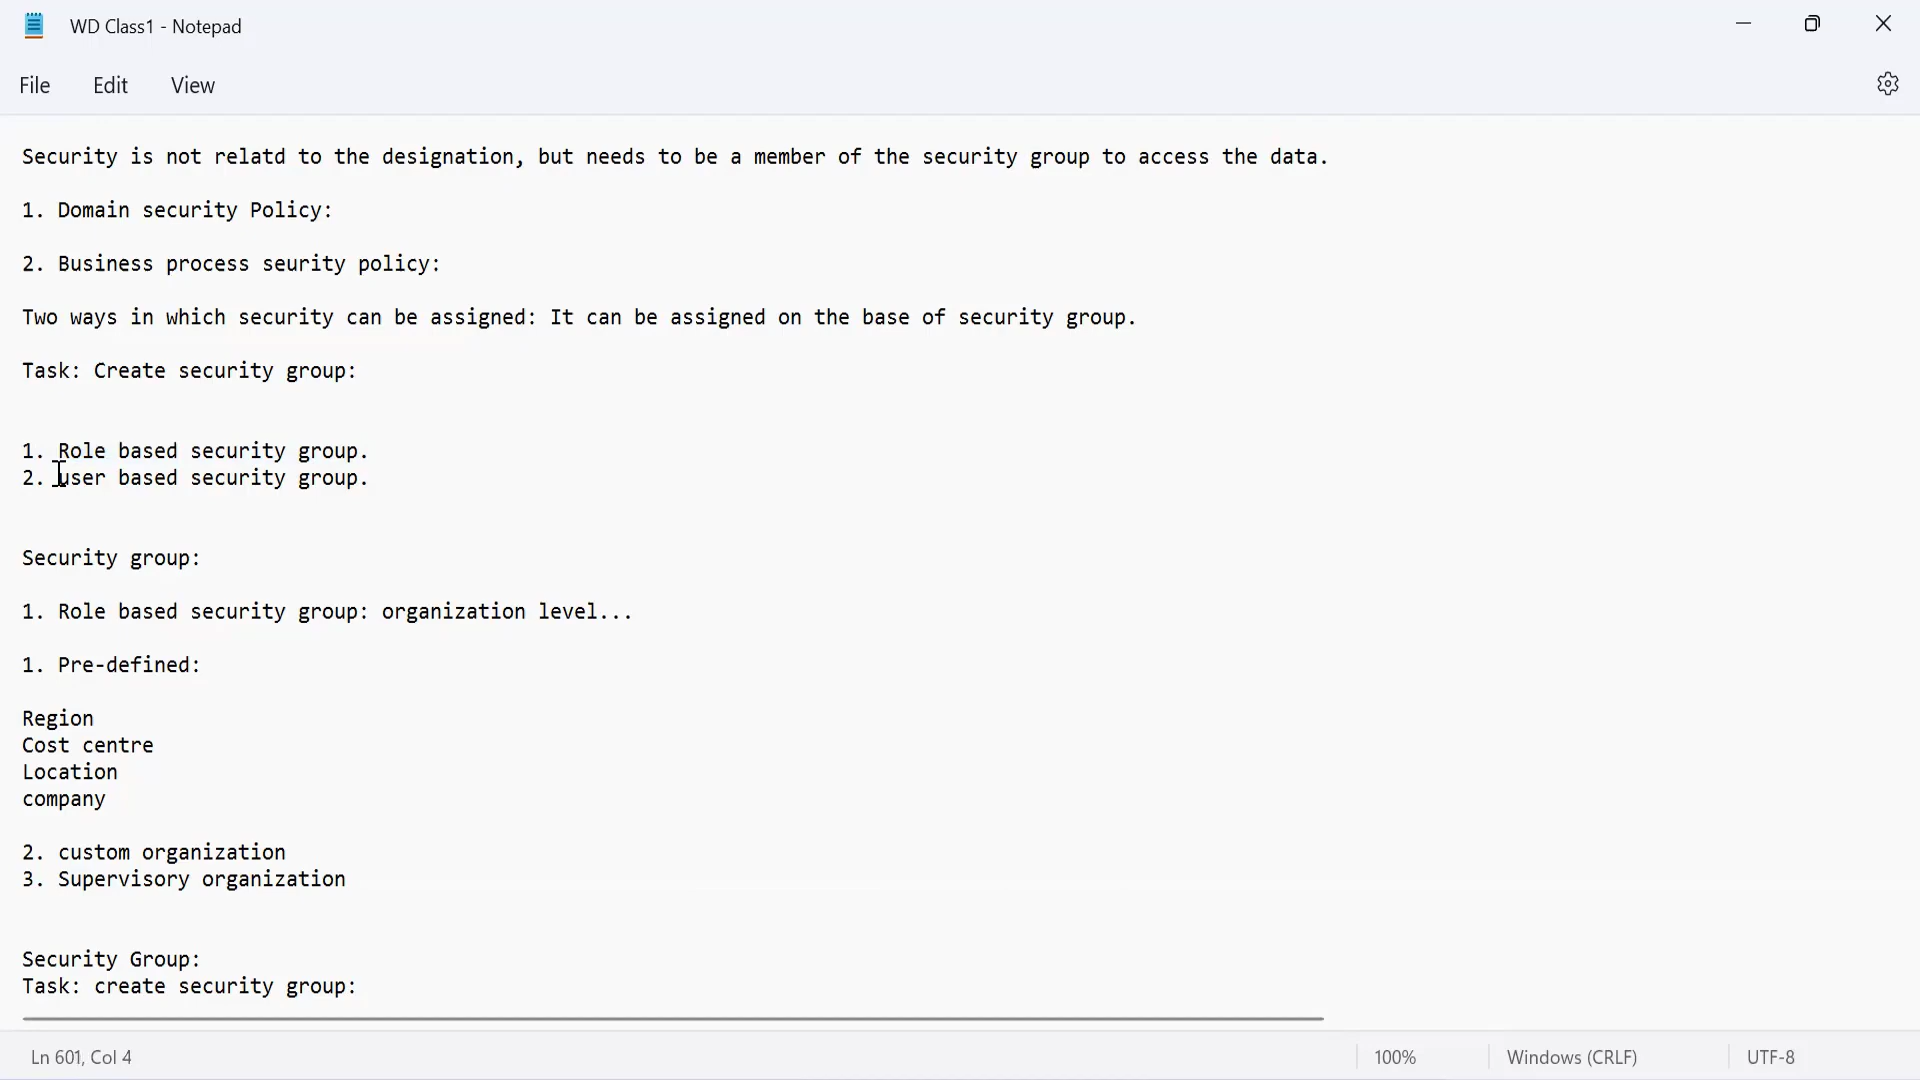 WD Class1 - Notepad
File Edit View
Security is not relatd to the designation, but needs to be a member of the security group to access the data.
1. Domain security Policy:
2. Business process seurity policy:
Two ways in which security can be assigned: It can be assigned on the base of security group.
Task: Create security group:
1. Role based security group.
2. user based security group.
Security group:
1. Role based security group: organization level...
1. Pre-defined:
Region
Cost centre
Location
company
2. custom organization
3. Supervisory organization
Security Group:
Task: create security group:
Ln 601, Col 4 100% Windows (CRLF) UTF-8